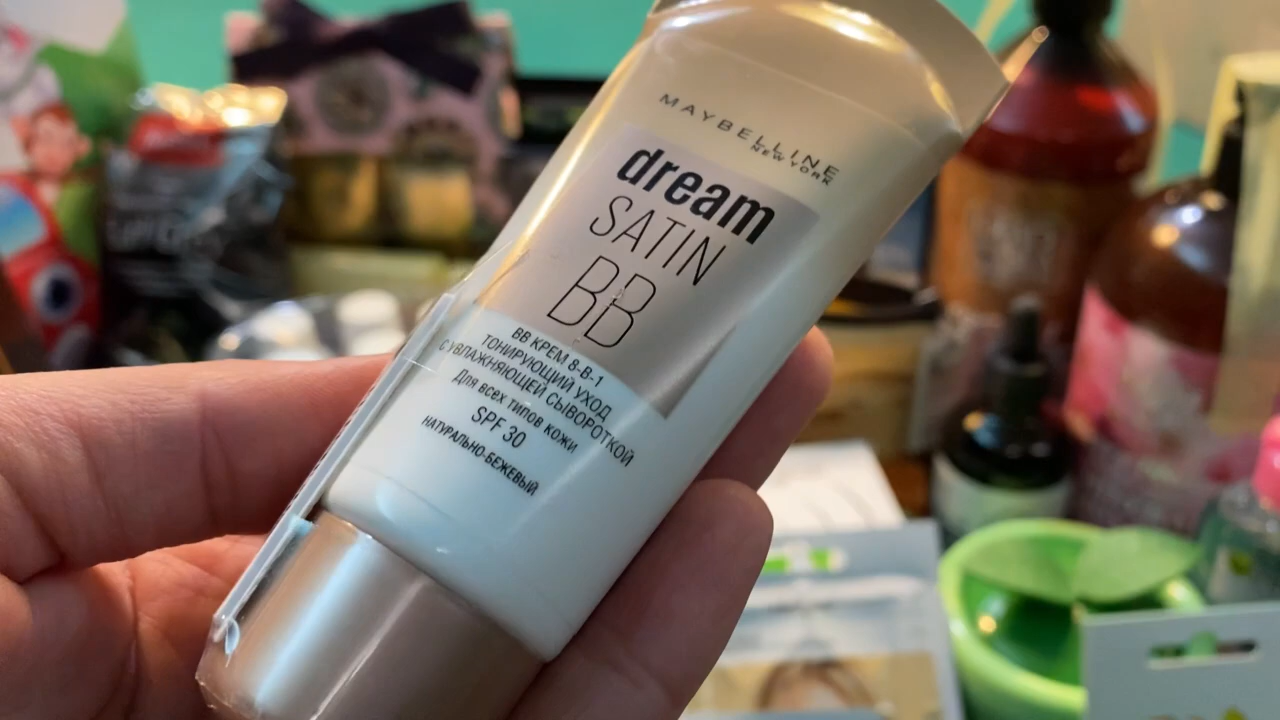 MAYBELLINE
NEW YORK
dream
SATIN
BB
BB КРЕМ 8-В-1
ТОНИРУЮЩИЙ УХОД
С УВЛАЖНЯЮЩЕЙ СЫВОРОТКОЙ
Для всех типов кожи
SPF 30
НАТУРАЛЬНО-БЕЖЕВЫЙ